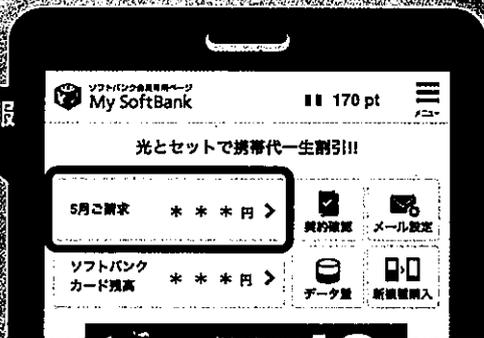 報
ソフトバンク会員専用ページ
My SoftBank
170 pt
メニュー
光とセットで携帯代一生割引!!
5月ご請求
* * * 円 >
契約確認
メール設定
ソフトバンク
カード残高
* * * 円 >
データ量
新機種購入